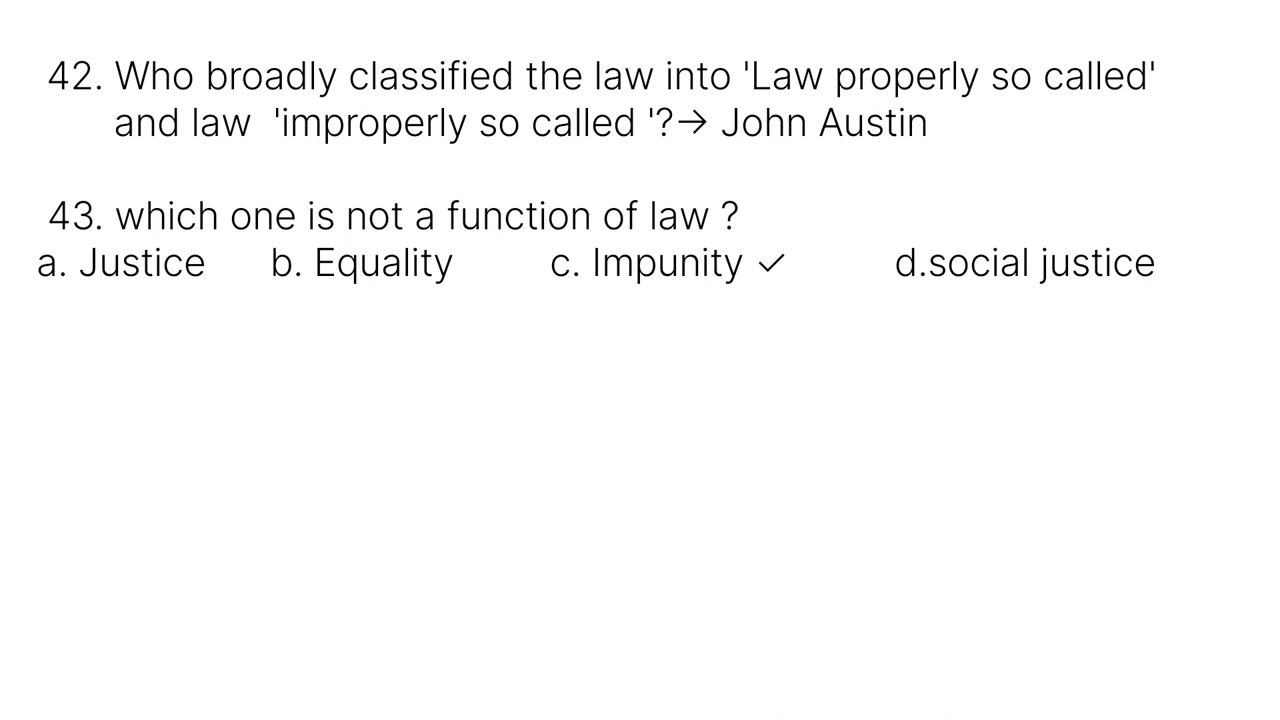 42. Who broadly classified the law into 'Law properly so called'
and law 'improperly so called '?→ John Austin
43. which one is not a function of law ?
a. Justice b. Equality c. Impunity ✓ d.social justice